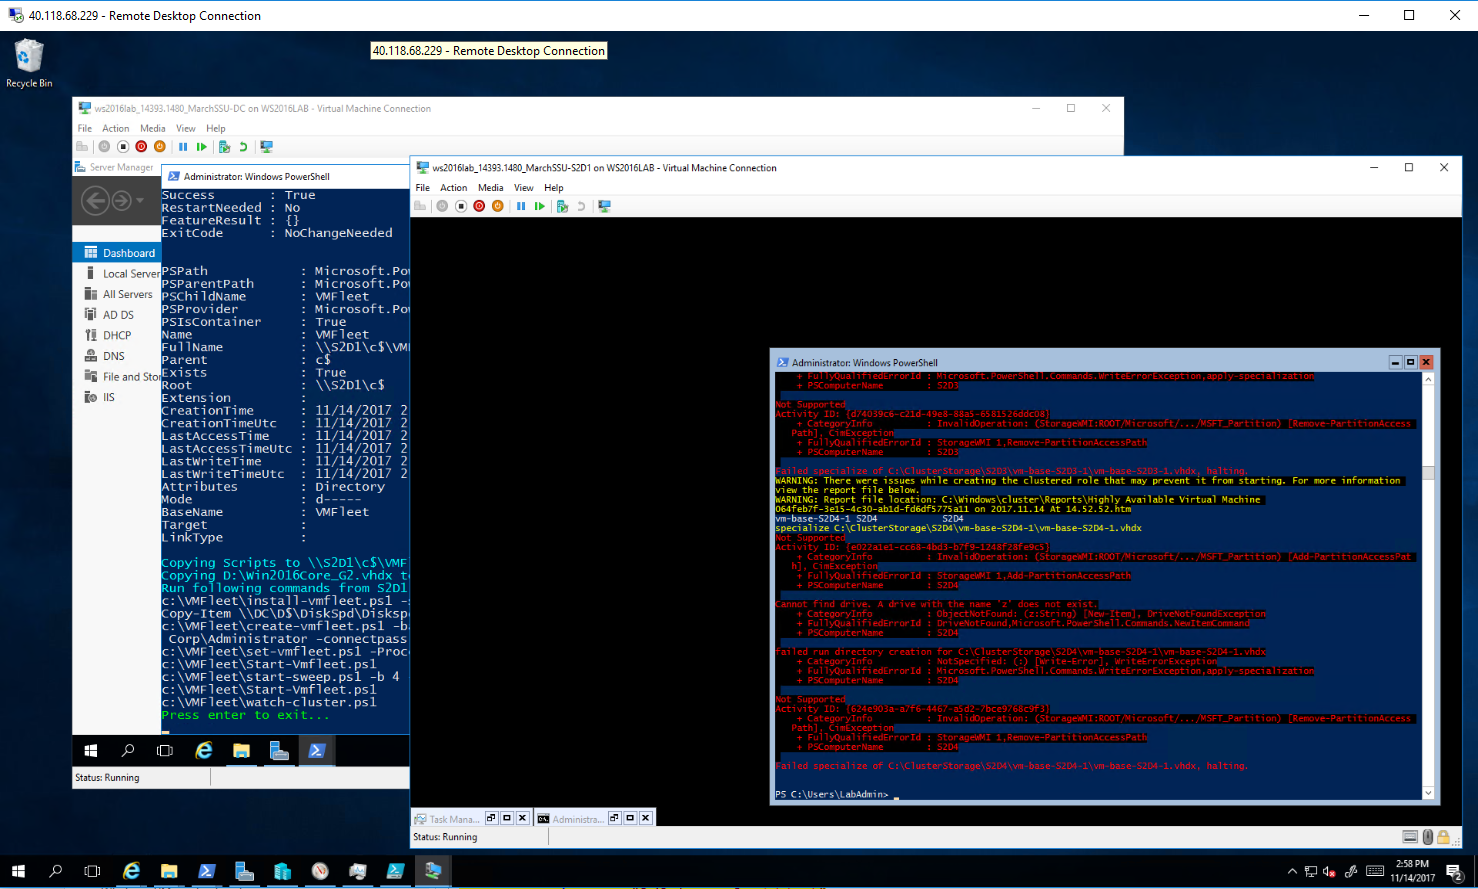 40.118.68.229 - Remote Desktop Connection
40.118.68.229 - Remote Desktop Connection
Recycle Bin
ws2016lab_14393.1480_MarchSSU-DC on WS2016LAB - Virtual Machine Connection
File Action Media View Help
Server Manager
Administrator: Windows PowerShell
Dashboard
Local Server
All Servers
AD DS
DHCP
DNS
File and Sto
IIS
Success : True
RestartNeeded : No
FeatureResult : {}
ExitCode : NoChangeNeeded
PSPath : Microsoft.Po
PSParentPath : Microsoft.Po
PSChildName : VMFleet
PSProvider : Microsoft.Po
PSIsContainer : True
Name : VMFleet
FullName : \\S2D1\c$\VM
Parent : c$
Exists : True
Root : \\S2D1\c$
Extension :
CreationTime : 11/14/2017 2
CreationTimeUtc : 11/14/2017 2
LastAccessTime : 11/14/2017 2
LastAccessTimeUtc : 11/14/2017 2
LastWriteTime : 11/14/2017 2
LastWriteTimeUtc : 11/14/2017 2
Attributes : Directory
Mode : d-----
BaseName : VMFleet
Target :
LinkType :
Copying Scripts to \\S2D1\c$\VMF
Copying D:\Win2016Core_G2.vhdx t
Run following commands from S2D1
c:\VMFleet\install-vmfleet.ps1 -
Copy-Item \\DC\D$\DiskSpd\Disksp
c:\VMFleet\create-vmfleet.ps1 -b
Corp\Administrator -connectpass
c:\VMFleet\set-vmfleet.ps1 -Proc
c:\VMFleet\Start-Vmfleet.ps1
c:\VMFleet\start-sweep.ps1 -b 4
c:\VMFleet\Start-Vmfleet.ps1
c:\VMFleet\watch-cluster.ps1
Press enter to exit...
Status: Running
ws2016lab_14393.1480_MarchSSU-S2D1 on WS2016LAB - Virtual Machine Connection
File Action Media View Help
Administrator: Windows PowerShell
+ FullyQualifiedErrorId : Microsoft.PowerShell.Commands.WriteErrorException,apply-specialization
+ PSComputerName : S2D3
Not Supported
Activity ID: {d74039c6-c21d-49e8-88a5-6581526ddc08}
+ CategoryInfo : InvalidOperation: (StorageWMI:ROOT/Microsoft/.../MSFT_Partition) [Remove-PartitionAccess
Path], CimException
+ FullyQualifiedErrorId : StorageWMI 1,Remove-PartitionAccessPath
+ PSComputerName : S2D3
Failed specialize of C:\ClusterStorage\S2D3\vm-base-S2D3-1\vm-base-S2D3-1.vhdx, halting.
WARNING: There were issues while creating the clustered role that may prevent it from starting. For more information
view the report file below.
WARNING: Report file location: C:\Windows\cluster\Reports\Highly Available Virtual Machine
064feb7f-3e15-4c30-ab1d-fd6df5775a11 on 2017.11.14 At 14.52.52.htm
vm-base-S2D4-1 S2D4 S2D4
specialize C:\ClusterStorage\S2D4\vm-base-S2D4-1\vm-base-S2D4-1.vhdx
Not Supported
Activity ID: {e022a1e1-cc68-4bd3-b7f9-1248f28fe9c5}
+ CategoryInfo : InvalidOperation: (StorageWMI:ROOT/Microsoft/.../MSFT_Partition) [Add-PartitionAccessPat
h], CimException
+ FullyQualifiedErrorId : StorageWMI 1,Add-PartitionAccessPath
+ PSComputerName : S2D4
Cannot find drive. A drive with the name 'z' does not exist.
+ CategoryInfo : ObjectNotFound: (z:String) [New-Item], DriveNotFoundException
+ FullyQualifiedErrorId : DriveNotFound,Microsoft.PowerShell.Commands.NewItemCommand
+ PSComputerName : S2D4
failed run directory creation for C:\ClusterStorage\S2D4\vm-base-S2D4-1\vm-base-S2D4-1.vhdx
+ CategoryInfo : NotSpecified: (:) [Write-Error], WriteErrorException
+ FullyQualifiedErrorId : Microsoft.PowerShell.Commands.WriteErrorException,apply-specialization
+ PSComputerName : S2D4
Not Supported
Activity ID: {624e903a-a7f6-4467-a5d2-7bce9768c9f3}
+ CategoryInfo : InvalidOperation: (StorageWMI:ROOT/Microsoft/.../MSFT_Partition) [Remove-PartitionAccess
Path], CimException
+ FullyQualifiedErrorId : StorageWMI 1,Remove-PartitionAccessPath
+ PSComputerName : S2D4
Failed specialize of C:\ClusterStorage\S2D4\vm-base-S2D4-1\vm-base-S2D4-1.vhdx, halting.
PS C:\Users\LabAdmin> _
Task Mana...
Administra...
Status: Running
2:58 PM
11/14/2017
2